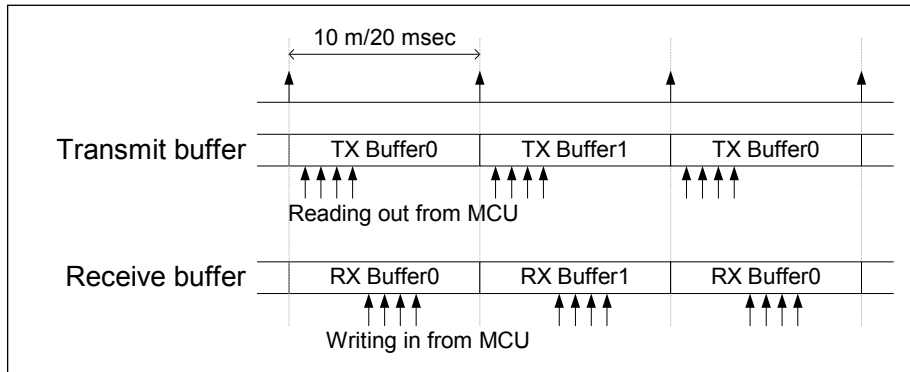 10 m/20 msec
Transmit buffer
TX Buffer0 TX Buffer1 TX Buffer0
Reading out from MCU
Receive buffer
RX Buffer0 RX Buffer1 RX Buffer0
Writing in from MCU